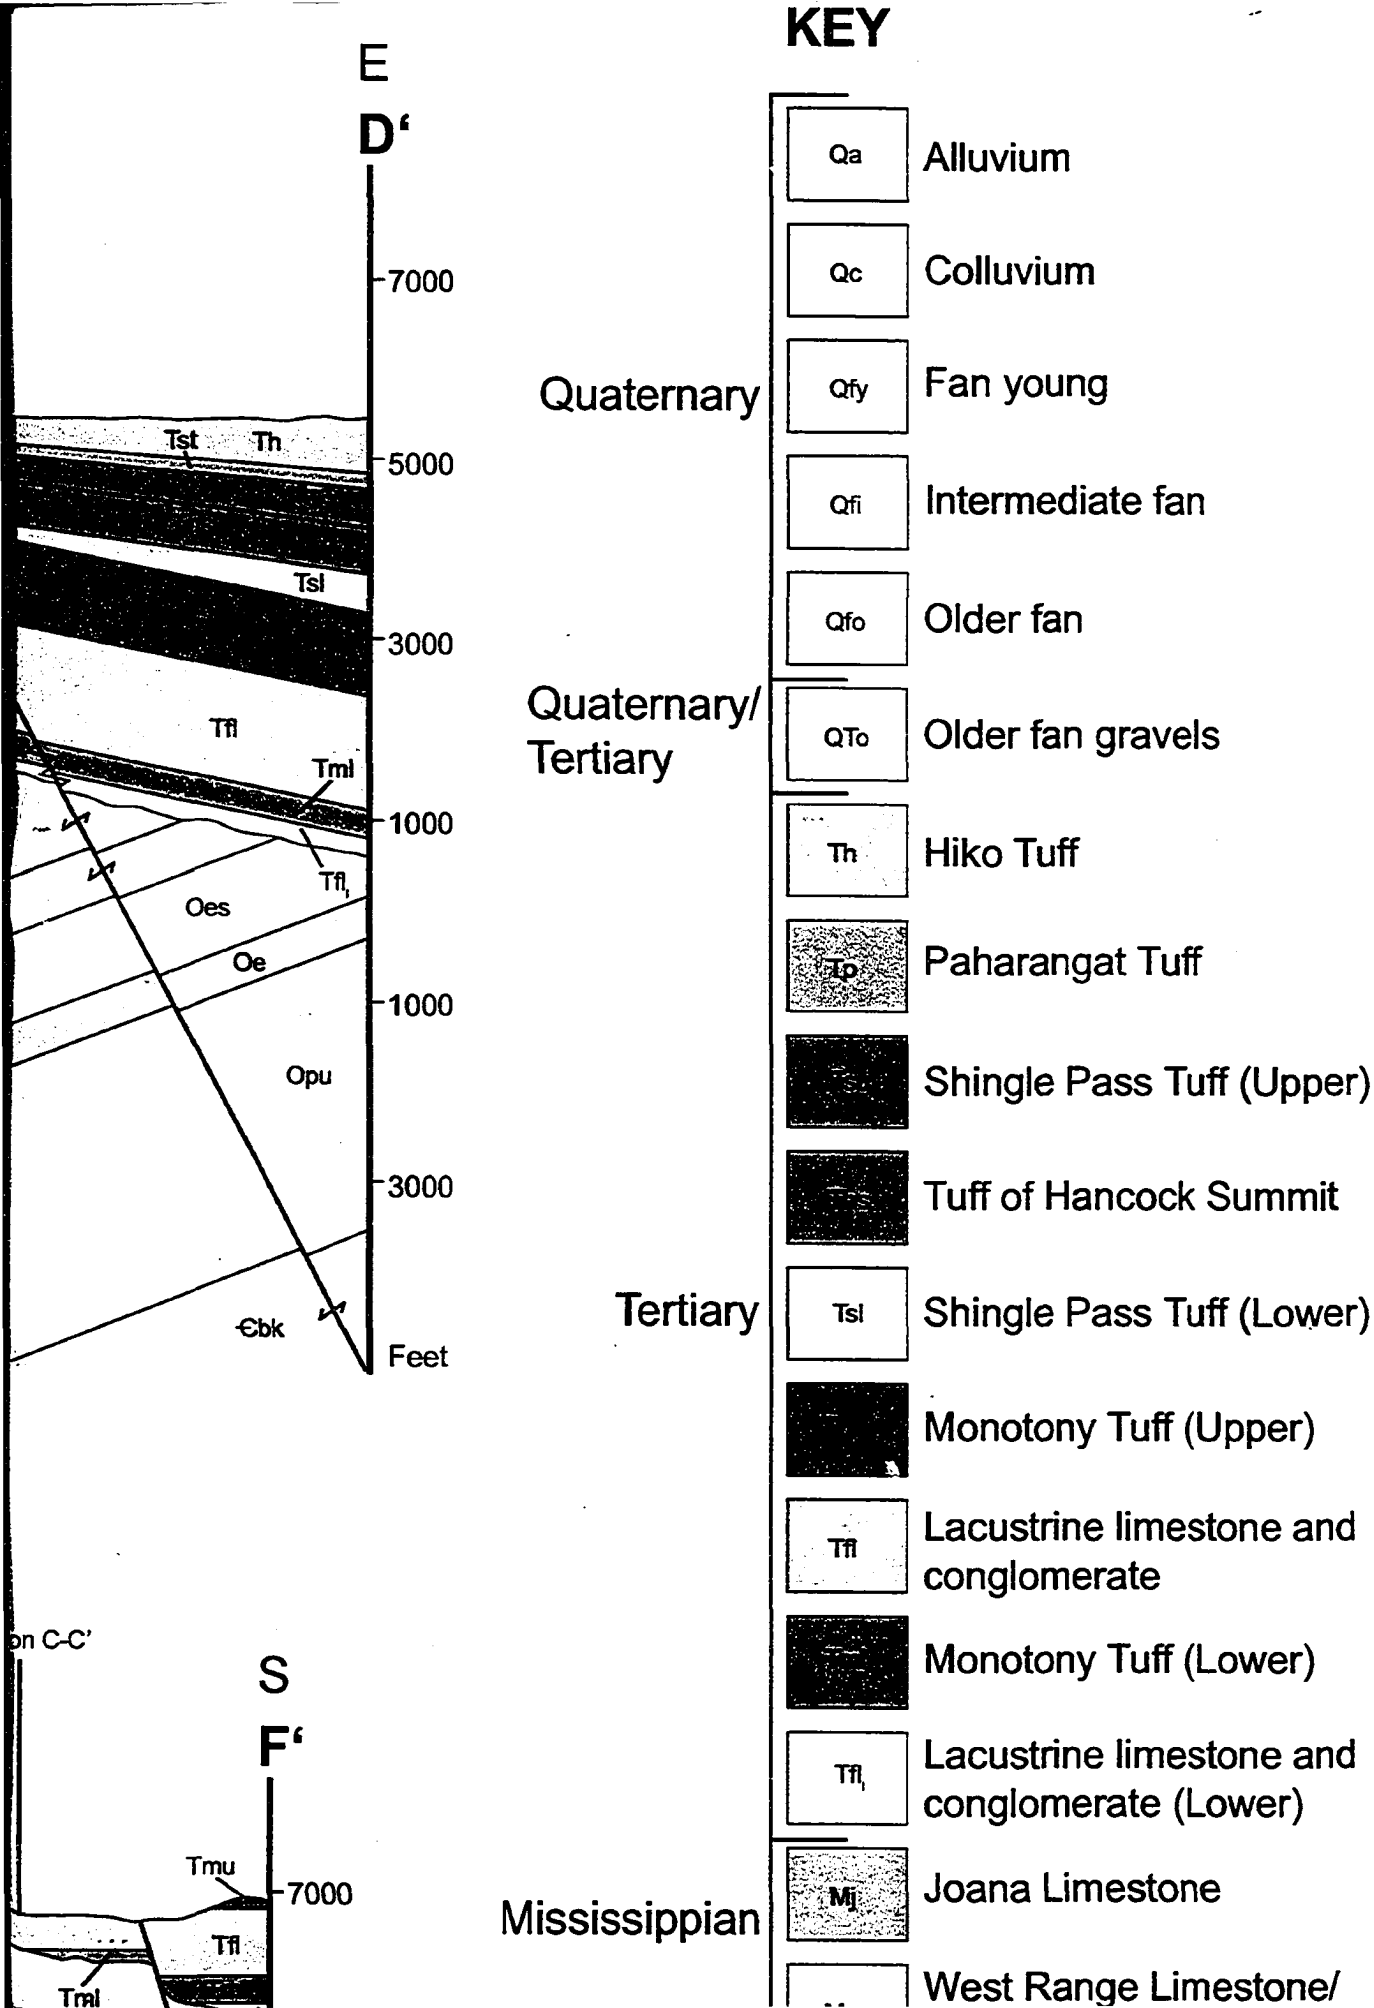 KEY
E
D‘
7000
5000
3000
1000
1000
3000
Feet
Tst
Th
Tsl
Tfl
Tml
Tfl,
Oes
Oe
Opu
Єbk
on C-C'
S
F‘
7000
Tmu
Tfl
Tml
Quaternary
Qa Alluvium
Qc Colluvium
Qfy Fan young
Qfi Intermediate fan
Qfo Older fan
Quaternary/
Tertiary
QTo Older fan gravels
Tertiary
Th Hiko Tuff
Tp Paharangat Tuff
Shingle Pass Tuff (Upper)
Tuff of Hancock Summit
Tsl Shingle Pass Tuff (Lower)
Monotony Tuff (Upper)
Tfl Lacustrine limestone and
conglomerate
Monotony Tuff (Lower)
Tfl, Lacustrine limestone and
conglomerate (Lower)
Mississippian
Mj Joana Limestone
West Range Limestone/